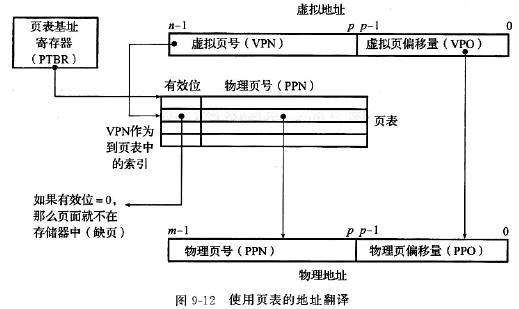 虚拟地址
页表基址
寄存器
(PTBR)
n-1 p p-1 0
虚拟页号(VPN) 虚拟页偏移量(VPO)
有效位 物理页号(PPN)
页表
VPN作为
到页表中
的索引
如果有效位=0,
那么页面就不在
存储器中(缺页)
m-1 p p-1 0
物理页号(PPN) 物理页偏移量(PPO)
物理地址
图 9-12 使用页表的地址翻译